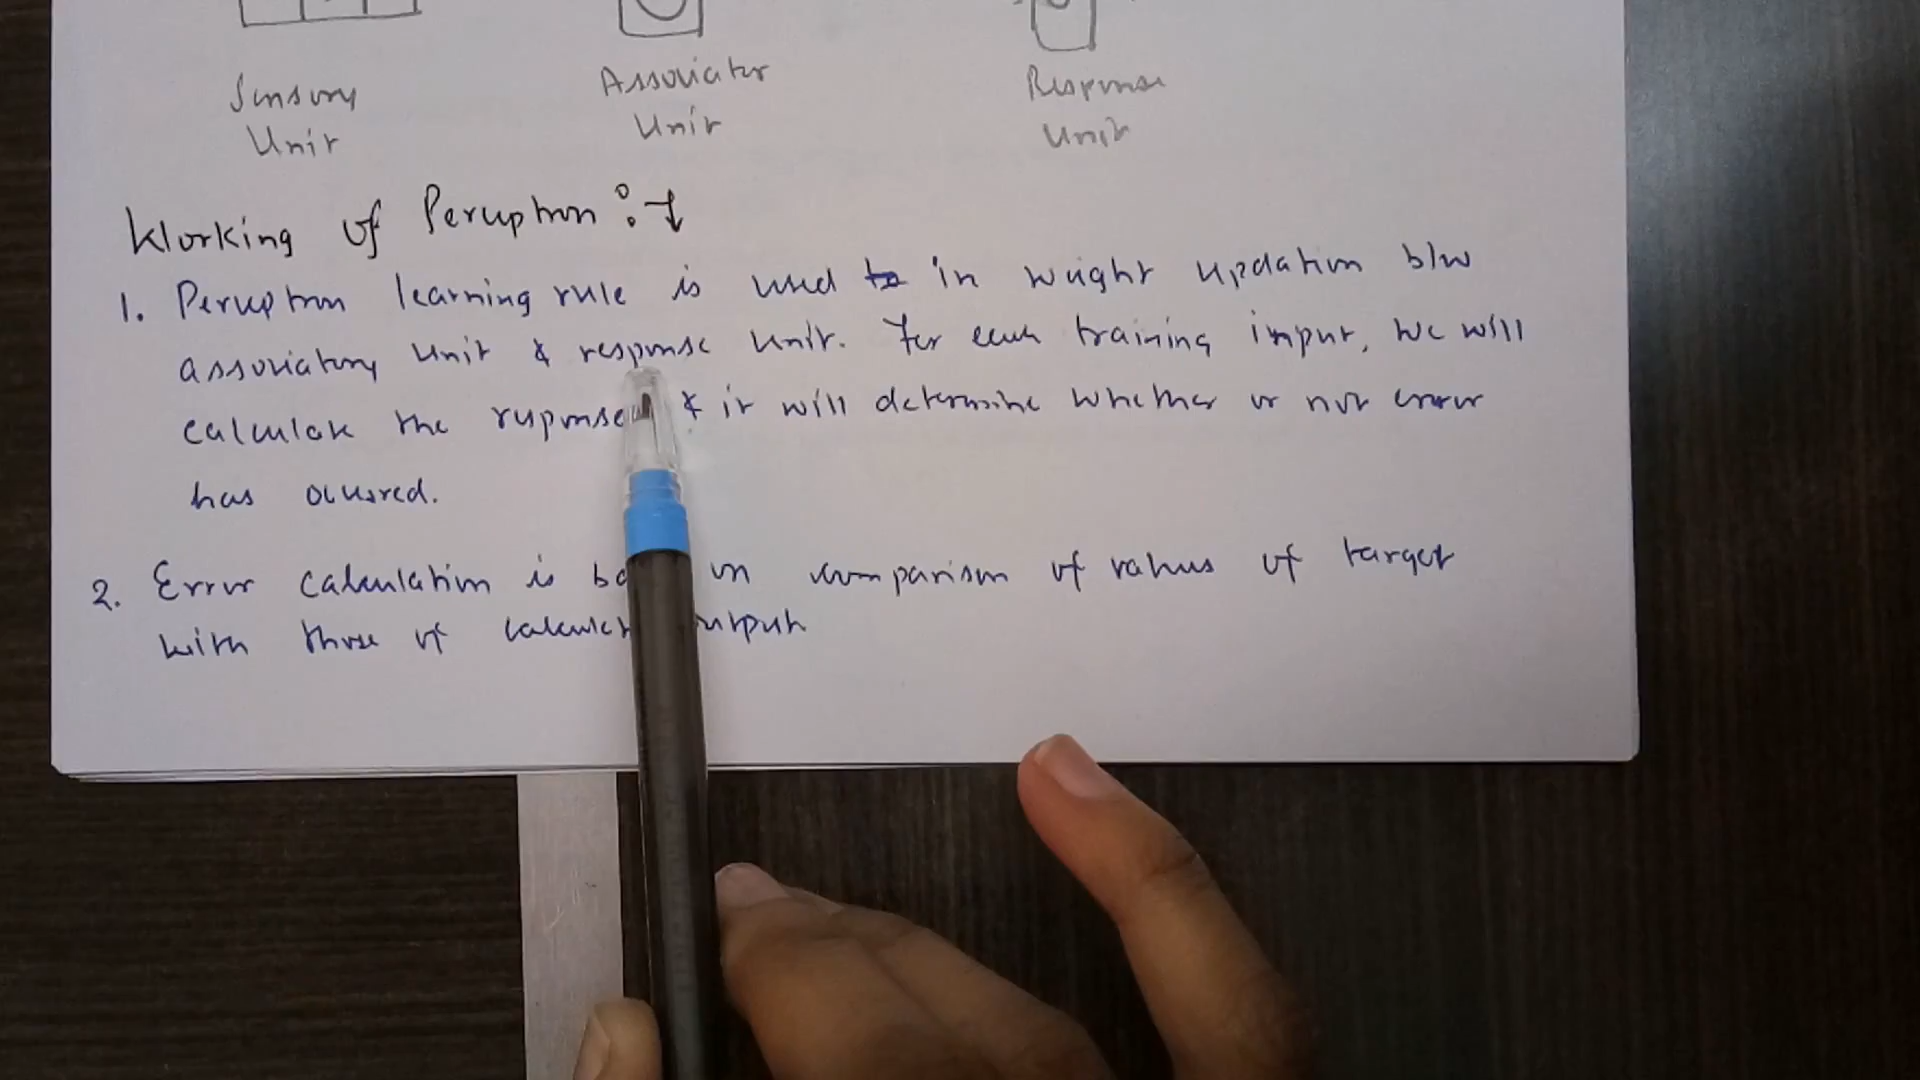 Sensory Associator Response
Unit Unit Unit
Working of Perceptron :-
1. Perceptron learning rule is used in weight updation b/w
associatory unit & response unit. For each training input, we will
calculate the response & it will determine whether or not error
has occured.
2. Error calculation is on comparison of values of target
with those of output